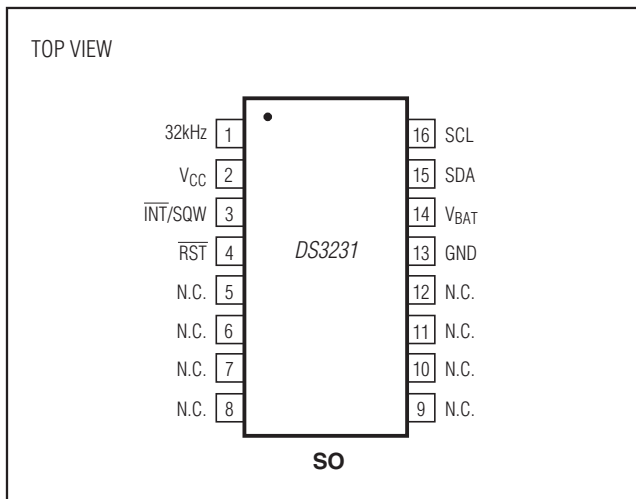 TOP VIEW
32kHz 1 16 SCL
VCC 2 15 SDA
INT/SQW 3 14 VBAT
RST 4 DS3231 13 GND
N.C. 5 12 N.C.
N.C. 6 11 N.C.
N.C. 7 10 N.C.
N.C. 8 9 N.C.
SO